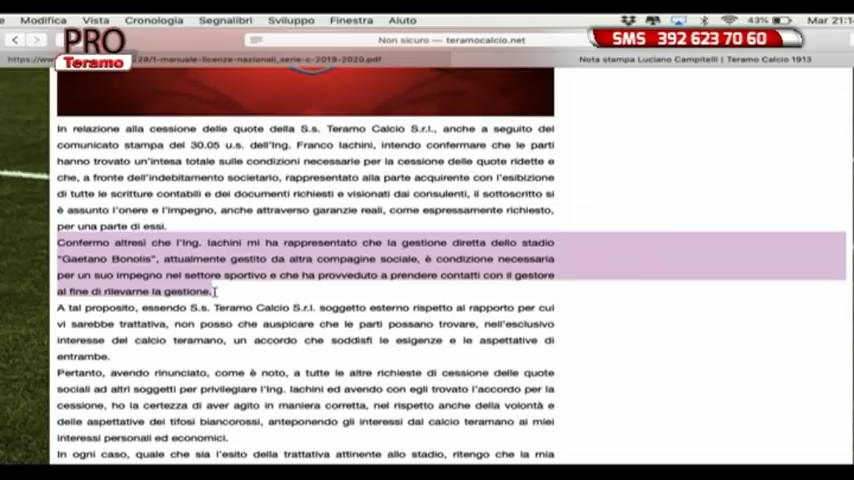 Modifica Vista Cronologia Segnalibri Sviluppo Finestra Aiuto 43% Mar 21:1
PRO
Teramo
SMS 392 623 70 60
Non sicuro — teramocalcio.net
https://ww 29/1-manuale-licenze-nazionali_serie-c-2019-2020.pdf
Nota stampa Luciano Campitelli | Teramo Calcio 1913
In relazione alla cessione delle quote della S.s. Teramo Calcio S.r.l., anche a seguito del
comunicato stampa del 30.05 u.s. dell'Ing. Franco Iachini, intendo confermare che le parti
hanno trovato un'intesa totale sulle condizioni necessarie per la cessione delle quote ridette e
che, a fronte dell'indebitamento societario, rappresentato alla parte acquirente con l'esibizione
di tutte le scritture contabili e dei documenti richiesti e visionati dai consulenti, il sottoscritto si
è assunto l'onere e l'impegno, anche attraverso garanzie reali, come espressamente richiesto,
per una parte di essi.
Confermo altresì che l'Ing. Iachini mi ha rappresentato che la gestione diretta dello stadio
"Gaetano Bonolis", attualmente gestito da altra compagine sociale, è condizione necessaria
per un suo impegno nel settore sportivo e che ha provveduto a prendere contatti con il gestore
al fine di rilevarne la gestione.
A tal proposito, essendo S.s. Teramo Calcio S.r.l. soggetto esterno rispetto al rapporto per cui
vi sarebbe trattativa, non posso che auspicare che le parti possano trovare, nell'esclusivo
interesse del calcio teramano, un accordo che soddisfi le esigenze e le aspettative di
entrambe.
Pertanto, avendo rinunciato, come è noto, a tutte le altre richieste di cessione delle quote
sociali ad altri soggetti per privilegiare l'Ing. Iachini ed avendo con egli trovato l'accordo per la
cessione, ho la certezza di aver agito in maniera corretta, nel rispetto anche della volontà e
delle aspettative dei tifosi biancorossi, anteponendo gli interessi dal calcio teramano ai miei
interessi personali ed economici.
In ogni caso, quale che sia l'esito della trattativa attinente allo stadio, ritengo che la mia